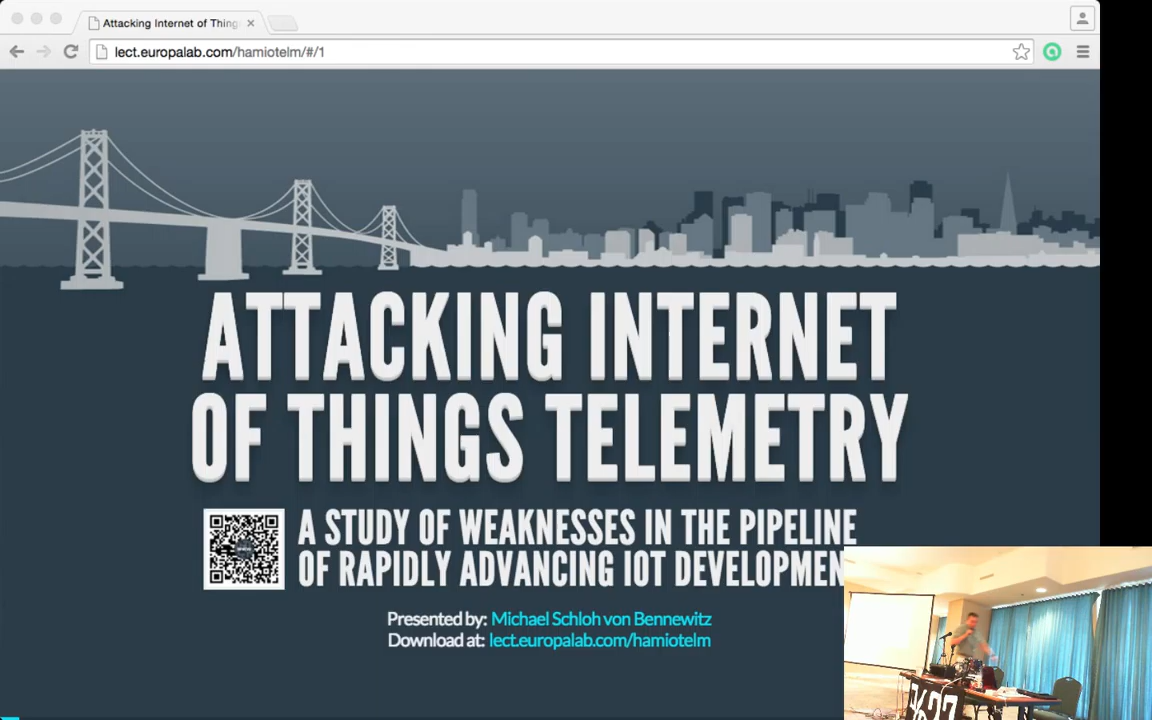 Attacking Internet of Thing
lect.europalab.com/hamiotelm/#/1
ATTACKING INTERNET
OF THINGS TELEMETRY
A STUDY OF WEAKNESSES IN THE PIPELINE
OF RAPIDLY ADVANCING IOT DEVELOPMEN
Presented by: Michael Schloh von Bennewitz
Download at: lect.europalab.com/hamiotelm